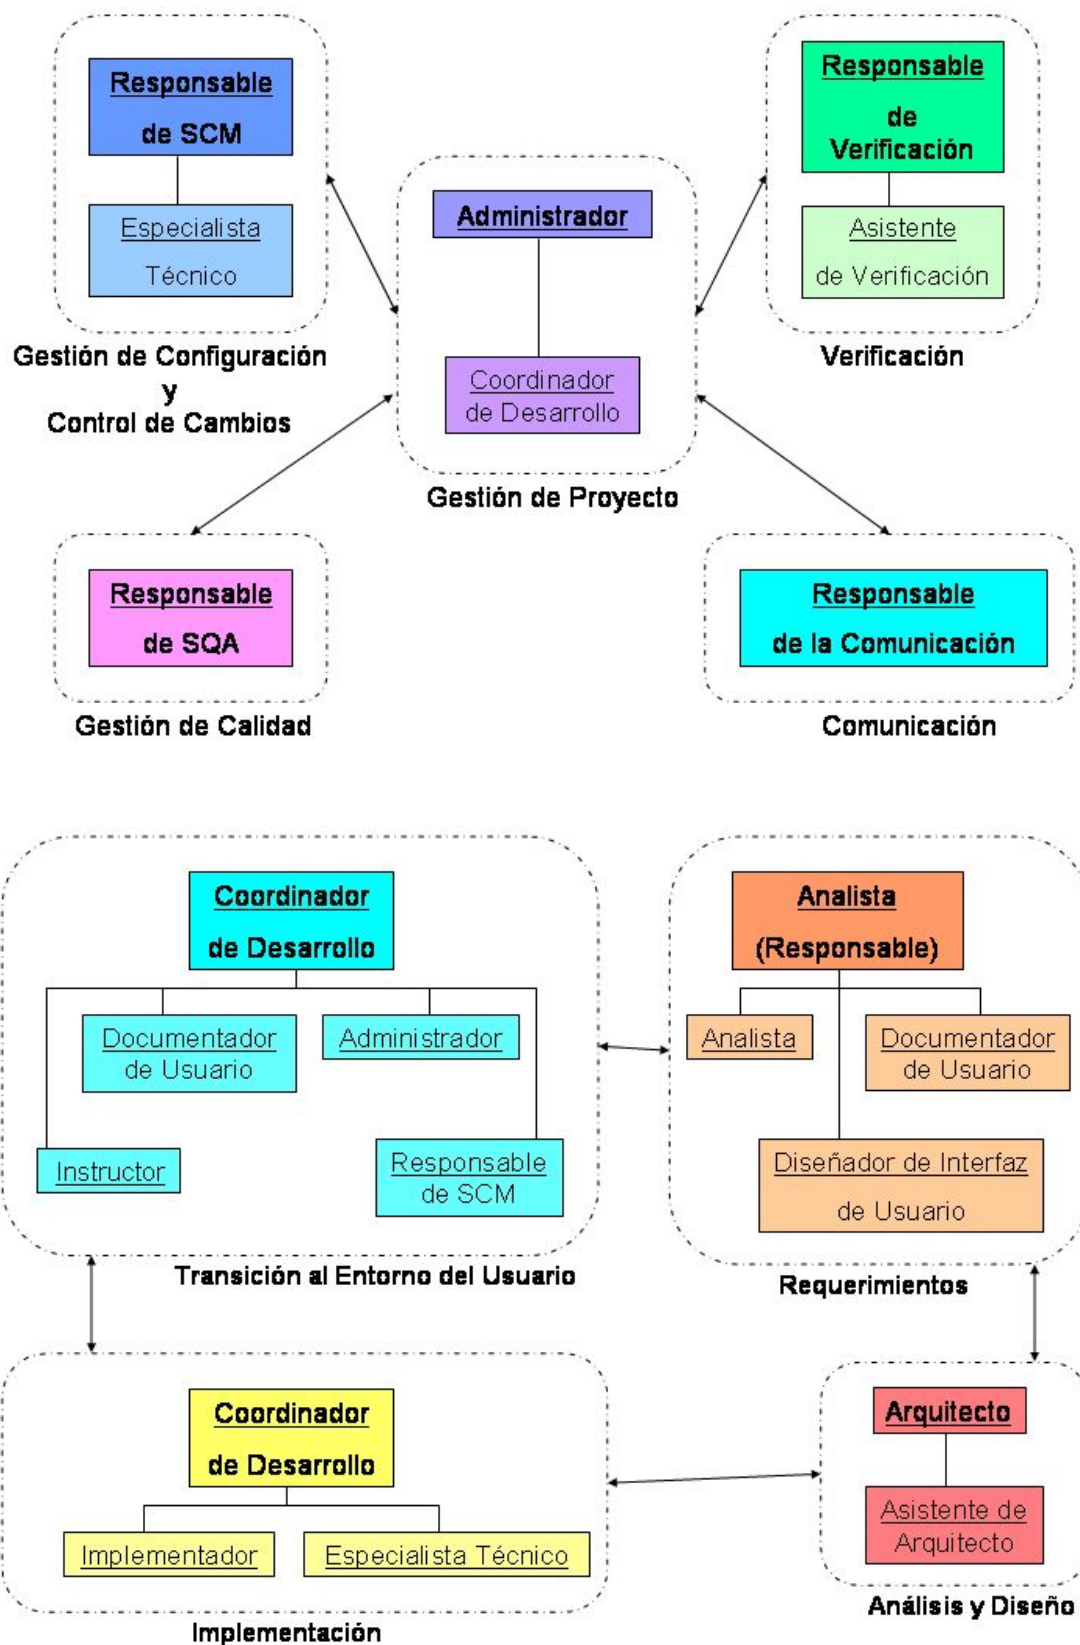 Responsable
de SCM
Especialista
Técnico
Gestión de Configuración
y
Control de Cambios
Responsable
de
Verificación
Asistente
de Verificación
Verificación
Administrador
Coordinador
de Desarrollo
Gestión de Proyecto
Responsable
de SQA
Gestión de Calidad
Responsable
de la Comunicación
Comunicación
Coordinador
de Desarrollo
Documentador
de Usuario
Administrador
Instructor
Responsable
de SCM
Transición al Entorno del Usuario
Analista
(Responsable)
Analista
Documentador
de Usuario
Diseñador de Interfaz
de Usuario
Requerimientos
Coordinador
de Desarrollo
Implementador
Especialista Técnico
Implementación
Arquitecto
Asistente de
Arquitecto
Análisis y Diseño